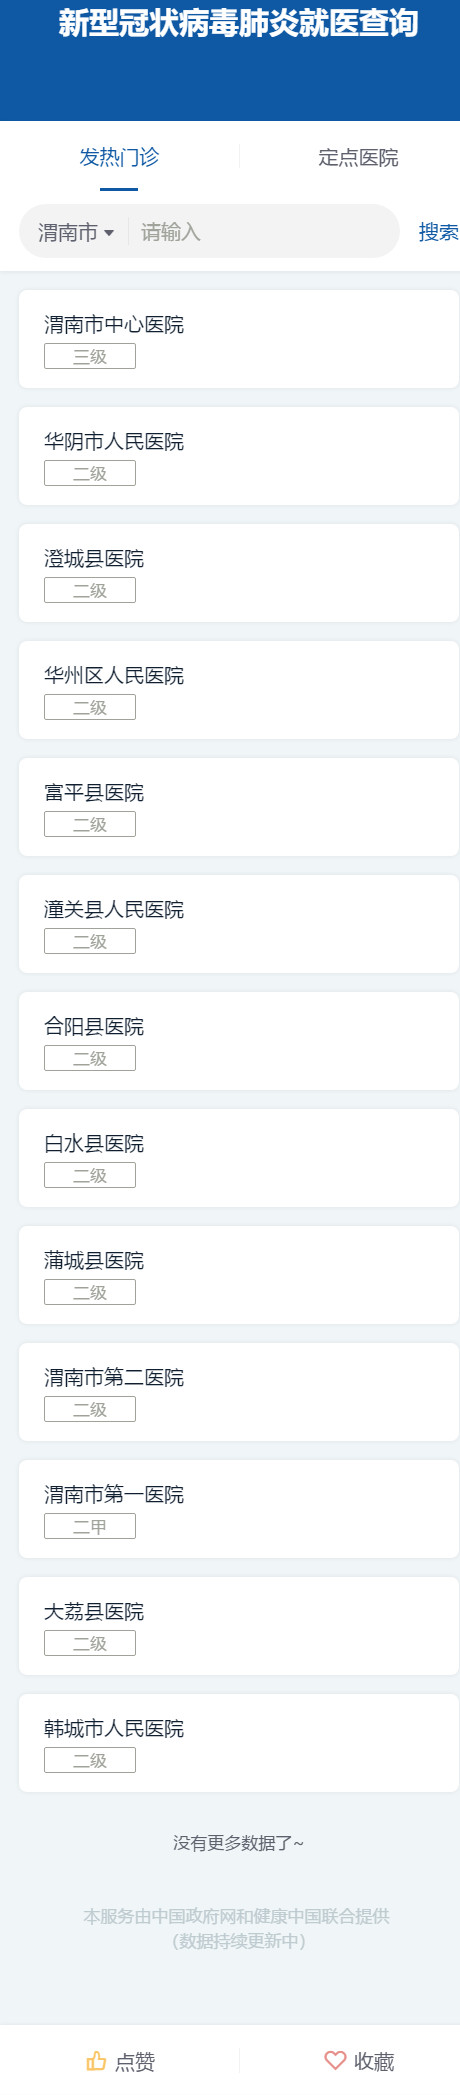 新型冠状病毒肺炎就医查询
发热门诊 定点医院
渭南市 请输入 搜索
渭南市中心医院
三级
华阴市人民医院
二级
澄城县医院
二级
华州区人民医院
二级
富平县医院
二级
潼关县人民医院
二级
合阳县医院
二级
白水县医院
二级
蒲城县医院
二级
渭南市第二医院
二级
渭南市第一医院
二甲
大荔县医院
二级
韩城市人民医院
二级
没有更多数据了~
本服务由中国政府网和健康中国联合提供
(数据持续更新中)
点赞 收藏